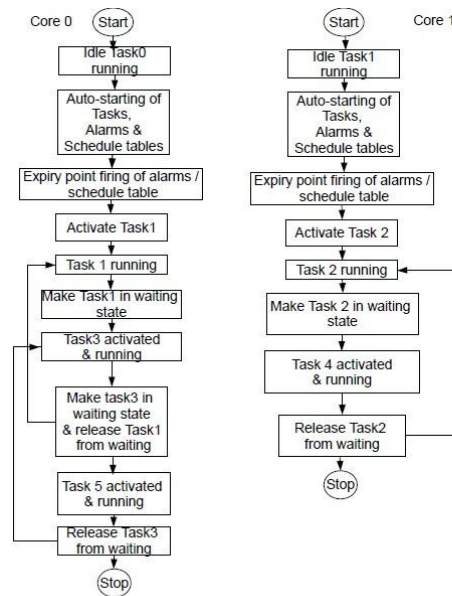 Core 0
Start
Idle Task0
running
Auto-starting of
Tasks,
Alarms &
Schedule tables
Expiry point firing of alarms /
schedule table
Activate Task1
Task 1 running
Make Task1 in waiting
state
Task3 activated
& running
Make task3 in
waiting state
& release Task1
from waiting
Task 5 activated
& running
Release Task3
from waiting
Stop
Core 1
Start
Idle Task1
running
Auto-starting of
Tasks,
Alarms &
Schedule tables
Expiry point firing of alarms /
schedule table
Activate Task 2
Task 2 running
Make Task 2 in waiting
state
Task 4 activated
& running
Release Task2
from waiting
Stop